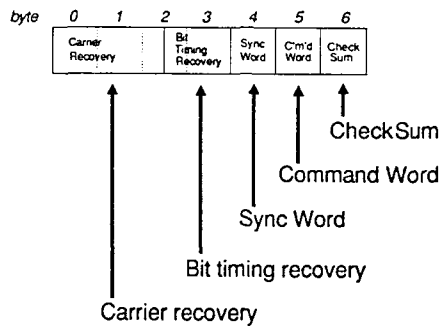 byte 0 1 2 3 4 5 6
Carrier Recovery
Bit Timing Recovery
Sync Word
C'm'd Word
Check Sum
CheckSum
Command Word
Sync Word
Bit timing recovery
Carrier recovery